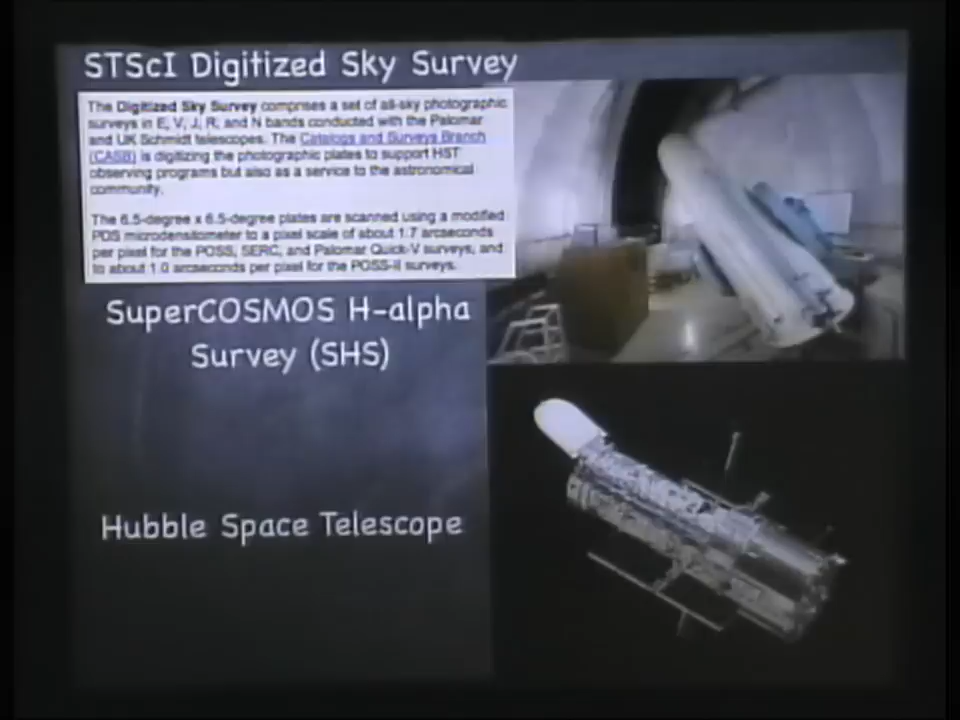 STScI Digitized Sky Survey
The Digitized Sky Survey comprises a set of all-sky photographic
surveys in E, V, J, R, and N bands conducted with the Palomar
and UK Schmidt telescopes. The Catalogs and Surveys Branch
(CASB) is digitizing the photographic plates to support HST
observing programs but also as a service to the astronomical
community.
The 6.5-degree x 6.5-degree plates are scanned using a modified
PDS microdensitometer to a pixel scale of about 1.7 arcseconds
per pixel for the POSS, SERC, and Palomar Quick-V surveys, and
to about 1.0 arcseconds per pixel for the POSS-II surveys.
SuperCOSMOS H-alpha
Survey (SHS)
Hubble Space Telescope